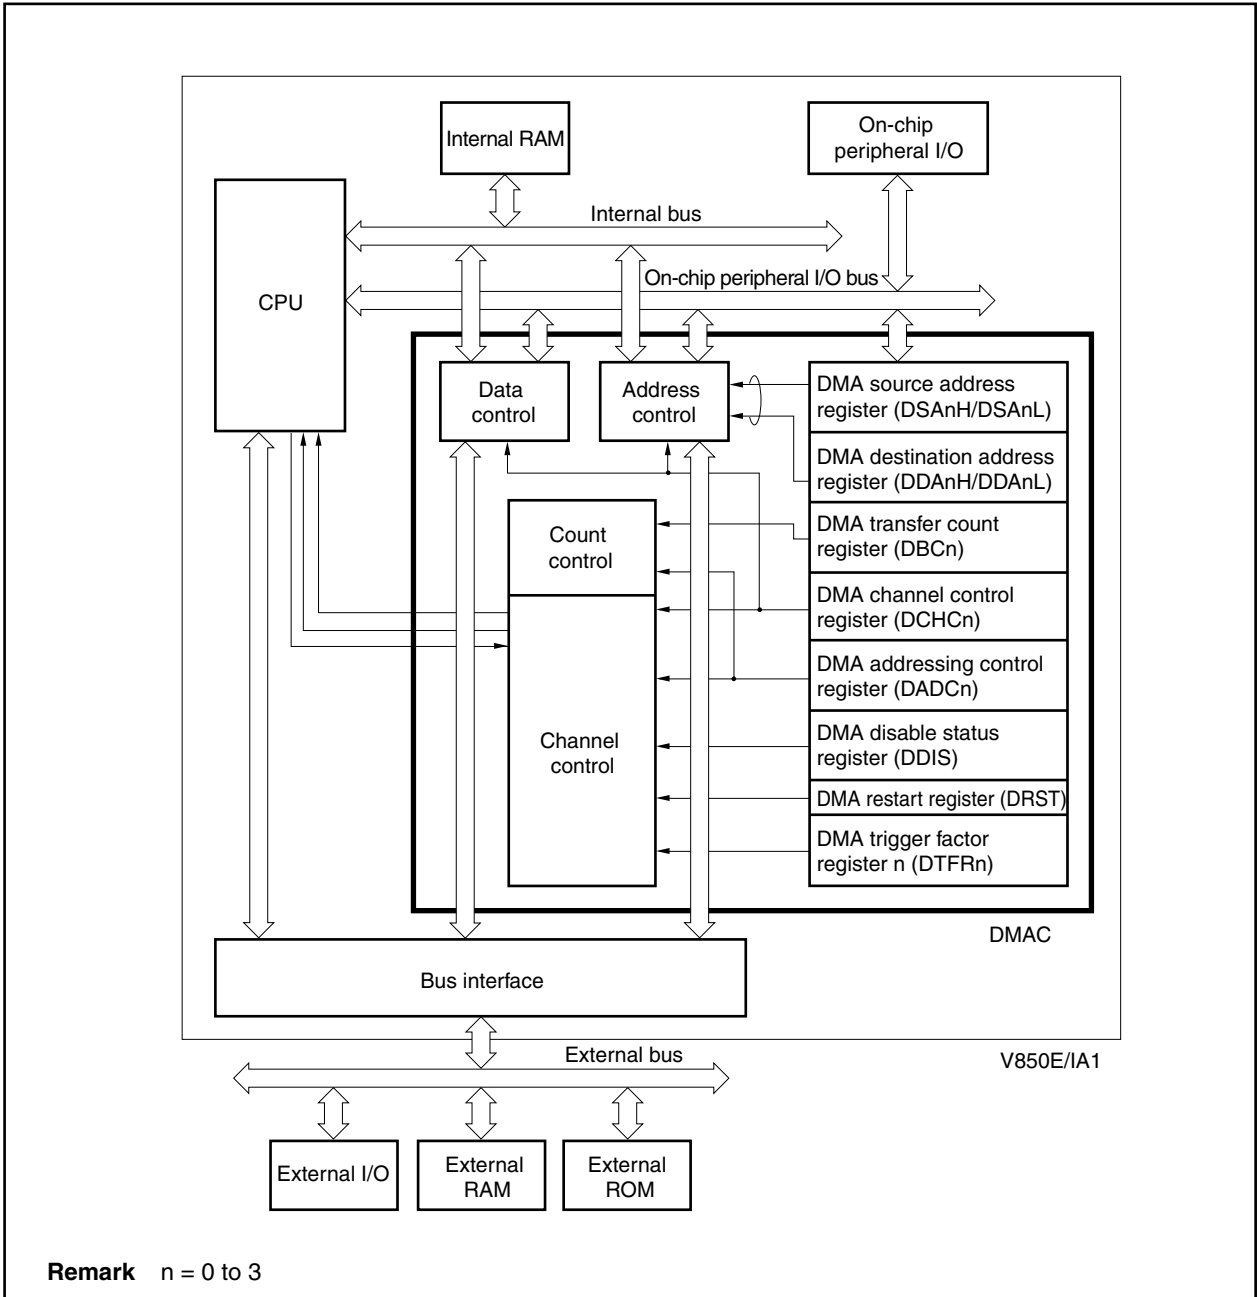 Internal RAM
On-chip
peripheral I/O
Internal bus
On-chip peripheral I/O bus
CPU
Data
control
Address
control
DMA source address
register (DSAnH/DSAnL)
DMA destination address
register (DDAnH/DDAnL)
Count
control
DMA transfer count
register (DBCn)
DMA channel control
register (DCHCn)
DMA addressing control
register (DADCn)
Channel
control
DMA disable status
register (DDIS)
DMA restart register (DRST)
DMA trigger factor
register n (DTFRn)
DMAC
Bus interface
V850E/IA1
External bus
External I/O
External
RAM
External
ROM
Remark n = 0 to 3